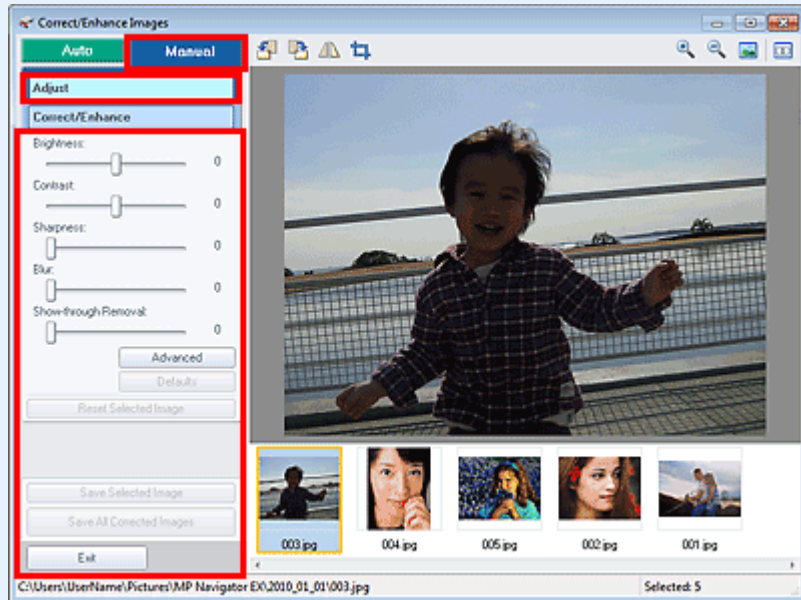 Correct/Enhance Images
Auto Manual
Adjust
Correct/Enhance
Brightness:
0
Contrast:
0
Sharpness:
0
Blur:
0
Show-through Removal:
0
Advanced
Defaults
Reset Selected Image
Save Selected Image
Save All Corrected Images
Exit
003.jpg 004.jpg 005.jpg 002.jpg 001.jpg
C:\Users\UserName\Pictures\MP Navigator EX\2010_01_01\003.jpg Selected: 5